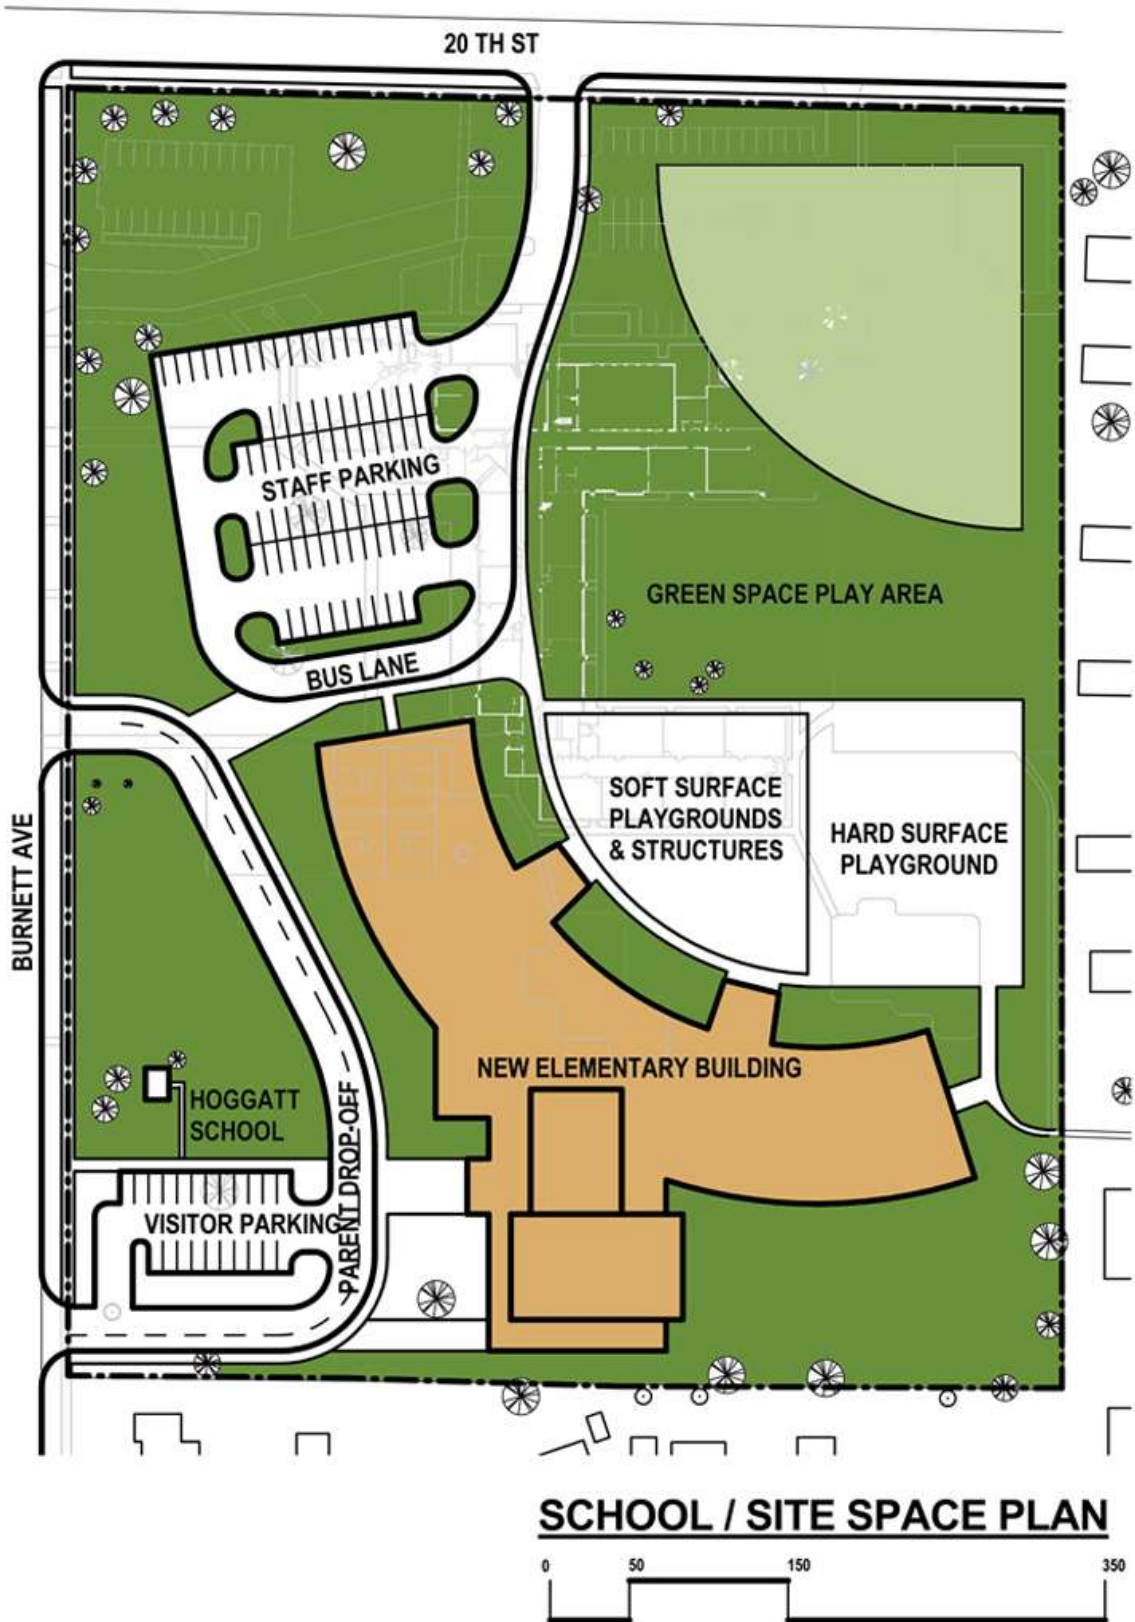 20 TH ST
STAFF PARKING
GREEN SPACE PLAY AREA
BUS LANE
SOFT SURFACE
PLAYGROUNDS
& STRUCTURES
HARD SURFACE
PLAYGROUND
BURNETT AVE
NEW ELEMENTARY BUILDING
HOGGATT
SCHOOL
PARENT DROP-OFF
VISITOR PARKING
SCHOOL / SITE SPACE PLAN
0 50 150 350